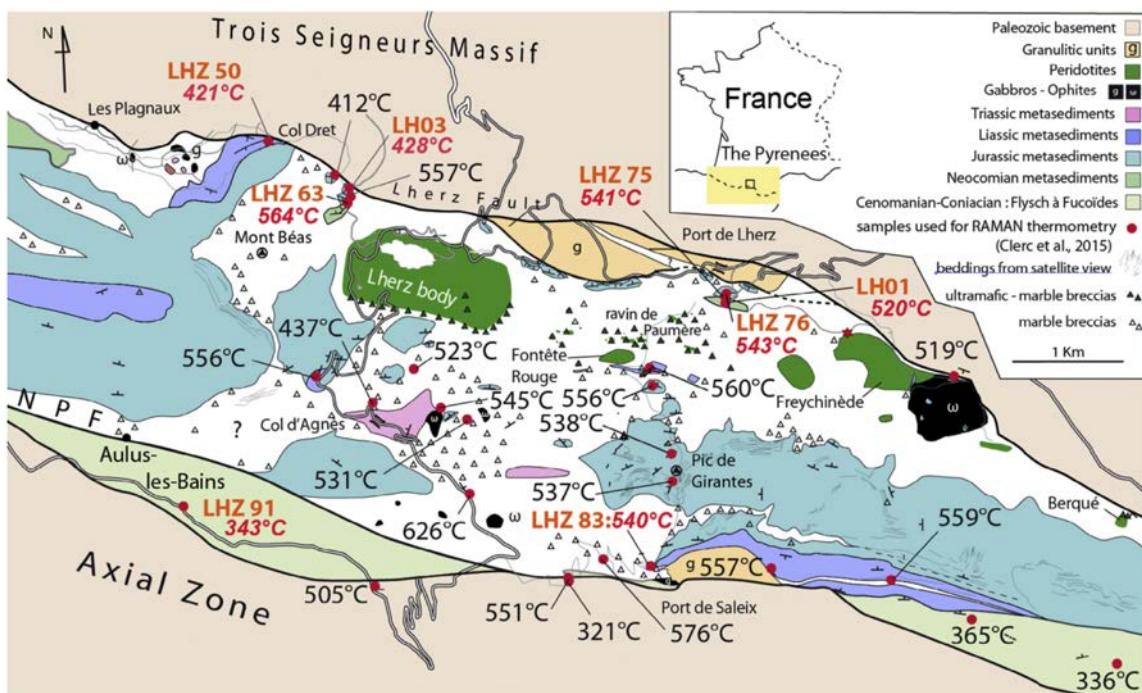 N
Trois Seigneurs Massif
LHZ 50
421°C
Les Plagnaux
Col Dret
412°C
LH03
428°C
557°C
ω
g
LHZ 63
564°C
Lherz Fault
LHZ 75
541°C
Port de Lherz
Mont Béas
g
Lherz body
LH01
520°C
ravin de
Paumère
LHZ 76
543°C
437°C
556°C
523°C
Fontête
Rouge
560°C
519°C
545°C
556°C
Freychinède
ω
NPF
?
Col d'Agnès
ω
538°C
Aulus-
les-Bains
531°C
Pic de
Girantes
537°C
Berqué
LHZ 91
343°C
626°C
ω
LHZ 83:540°C
559°C
g
557°C
Axial Zone
505°C
551°C
321°C
576°C
Port de Saleix
365°C
336°C
France
The Pyrenees
Paleozoic basement
Granulitic units
g
Peridotites
Gabbros - Ophites
g
ω
Triassic metasediments
Liassic metasediments
Jurassic metasediments
Neocomian metasediments
Cenomanian-Coniacian : Flysch à Fucoïdes
samples used for RAMAN thermometry
(Clerc et al., 2015)
beddings from satellite view
ultramafic - marble breccias
marble breccias
1 Km